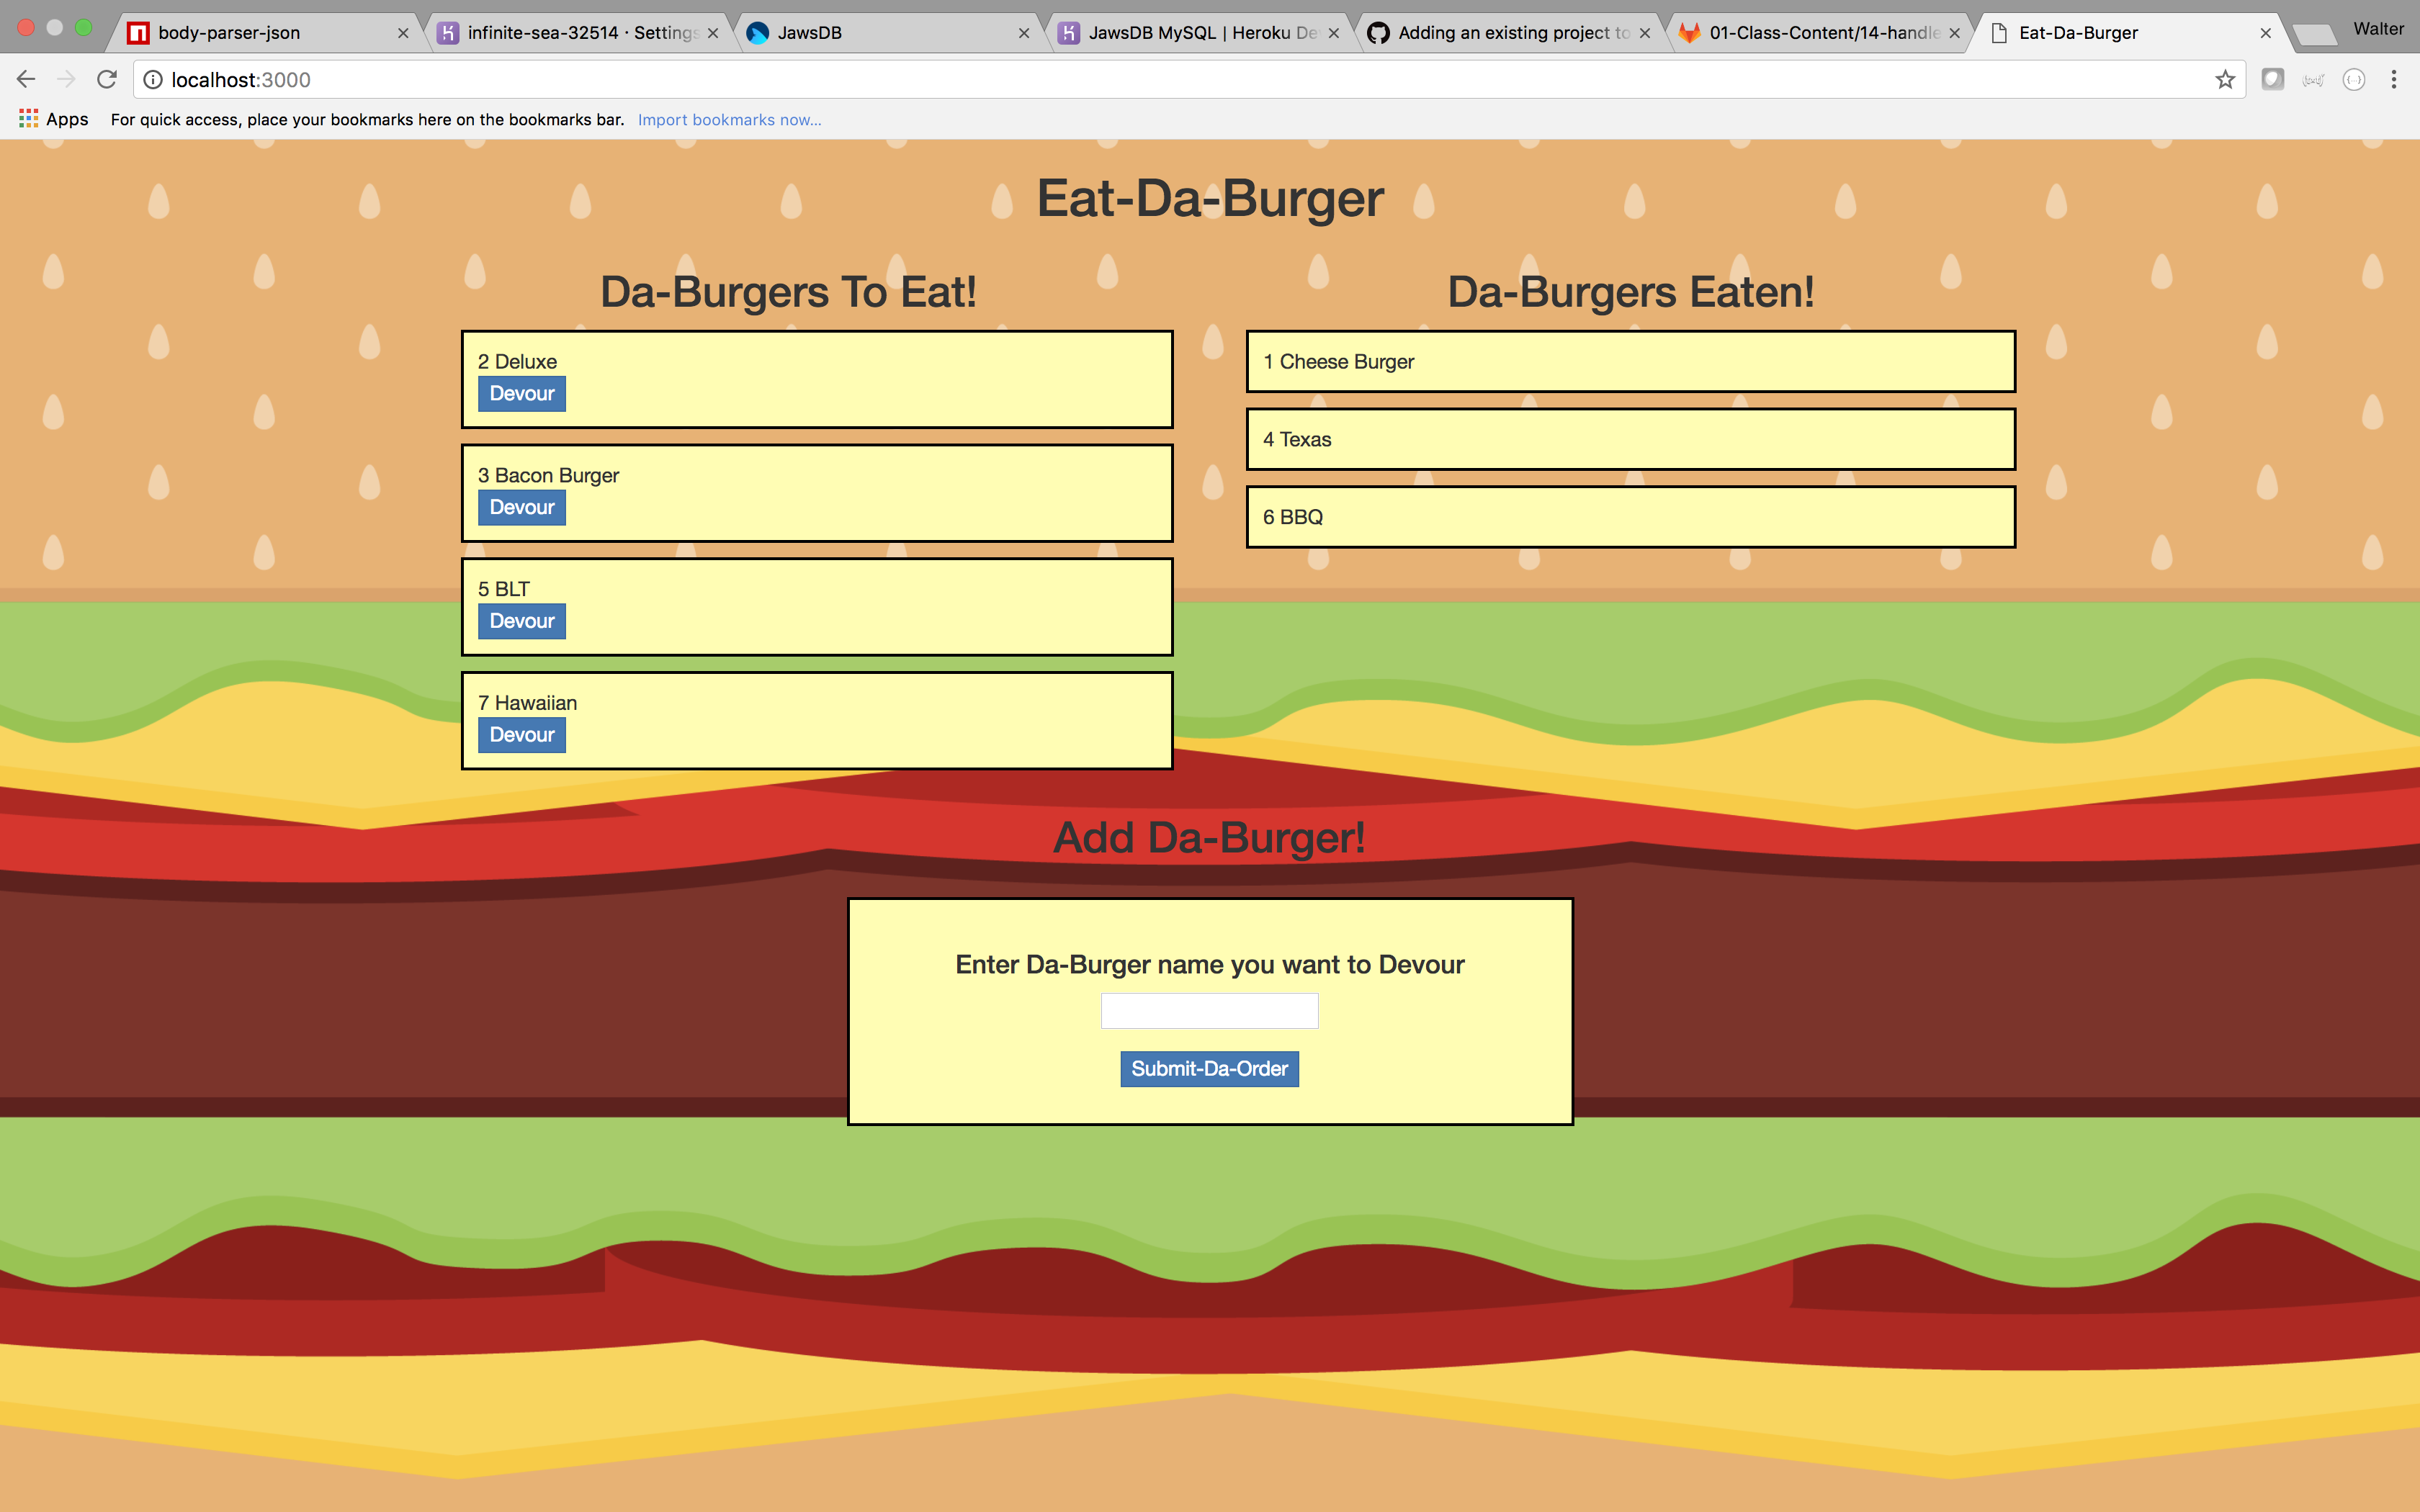 body-parser-json
infinite-sea-32514 · Settings
JawsDB
JawsDB MySQL | Heroku De
Adding an existing project to
01-Class-Content/14-handle
Eat-Da-Burger
Walter
localhost:3000
Apps
For quick access, place your bookmarks here on the bookmarks bar. Import bookmarks now...
Eat-Da-Burger
Da-Burgers To Eat!
2 Deluxe
Devour
3 Bacon Burger
Devour
5 BLT
Devour
7 Hawaiian
Devour
Da-Burgers Eaten!
1 Cheese Burger
4 Texas
6 BBQ
Add Da-Burger!
Enter Da-Burger name you want to Devour
Submit-Da-Order